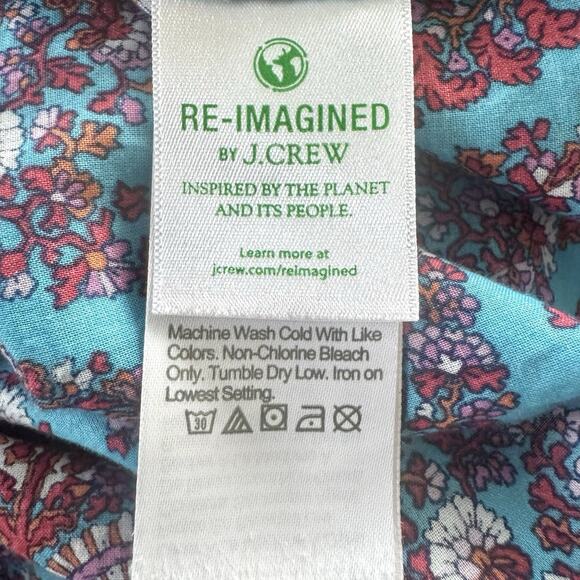 RE-IMAGINED
BY J.CREW
INSPIRED BY THE PLANET
AND ITS PEOPLE.
Learn more at
jcrew.com/reimagined
Machine Wash Cold With Like
Colors. Non-Chlorine Bleach
Only. Tumble Dry Low. Iron on
Lowest Setting.
30